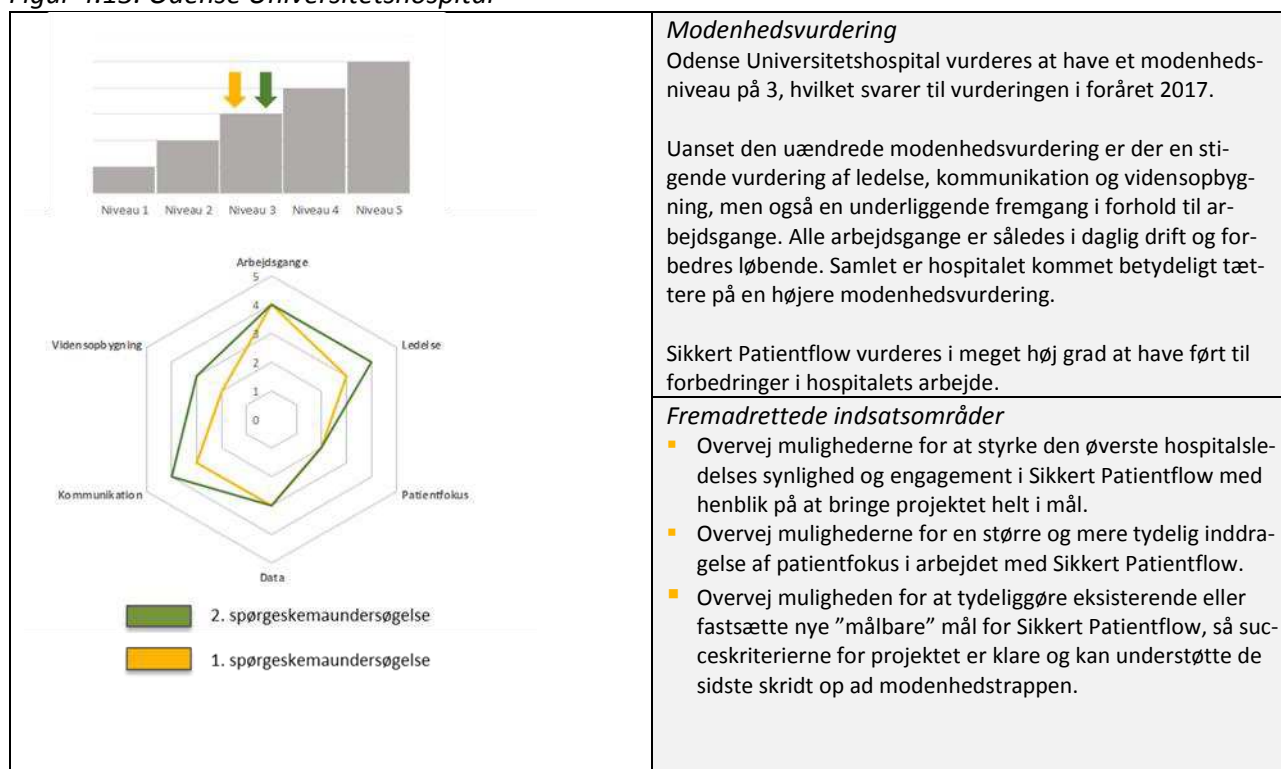 Figur 4.13: Odense Universitetshospital
Niveau 1 Niveau 2 Niveau 3 Niveau 4 Niveau 5
Arbejdsgange
5
4
3
2
1
0
Ledelse
Patientfokus
Data
Kommunikation
Vidensopbygning
2. spørgeskemaundersøgelse
1. spørgeskemaundersøgelse
Modenhedsvurdering
Odense Universitetshospital vurderes at have et modenheds-
niveau på 3, hvilket svarer til vurderingen i foråret 2017.
Uanset den uændrede modenhedsvurdering er der en sti-
gende vurdering af ledelse, kommunikation og vidensopbyg-
ning, men også en underliggende fremgang i forhold til ar-
bejdsgange. Alle arbejdsgange er således i daglig drift og for-
bedres løbende. Samlet er hospitalet kommet betydeligt tæt-
tere på en højere modenhedsvurdering.
Sikkert Patientflow vurderes i meget høj grad at have ført til
forbedringer i hospitalets arbejde.
Fremadrettede indsatsområder
Overvej mulighederne for at styrke den øverste hospitalsle-
delses synlighed og engagement i Sikkert Patientflow med
henblik på at bringe projektet helt i mål.
Overvej mulighederne for en større og mere tydelig inddra-
gelse af patientfokus i arbejdet med Sikkert Patientflow.
Overvej muligheden for at tydeliggøre eksisterende eller
fastsætte nye ”målbare” mål for Sikkert Patientflow, så suc-
ceskriterierne for projektet er klare og kan understøtte de
sidste skridt op ad modenhedstrappen.